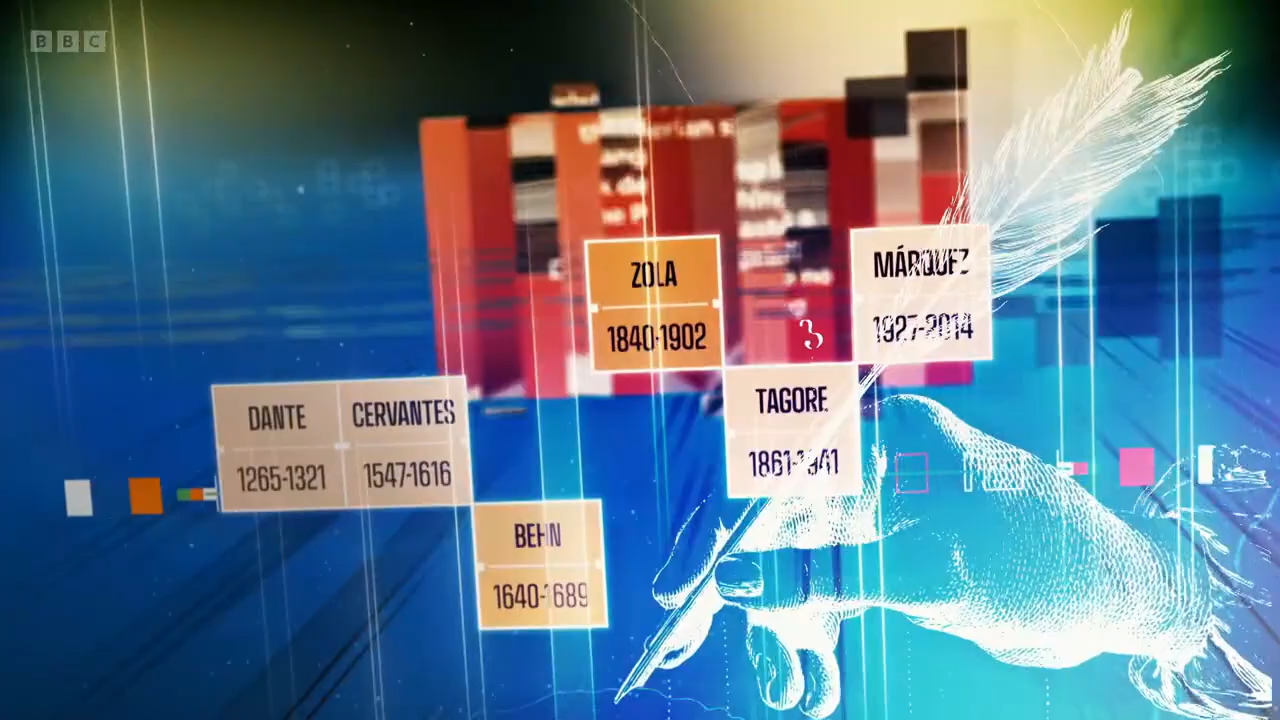 BBC
ZOLA
1840-1902
MÁRQUEZ
1927-2014
3
TAGORE
1861-1941
DANTE
CERVANTES
1265-1321
1547-1616
BEHN
1640-1689